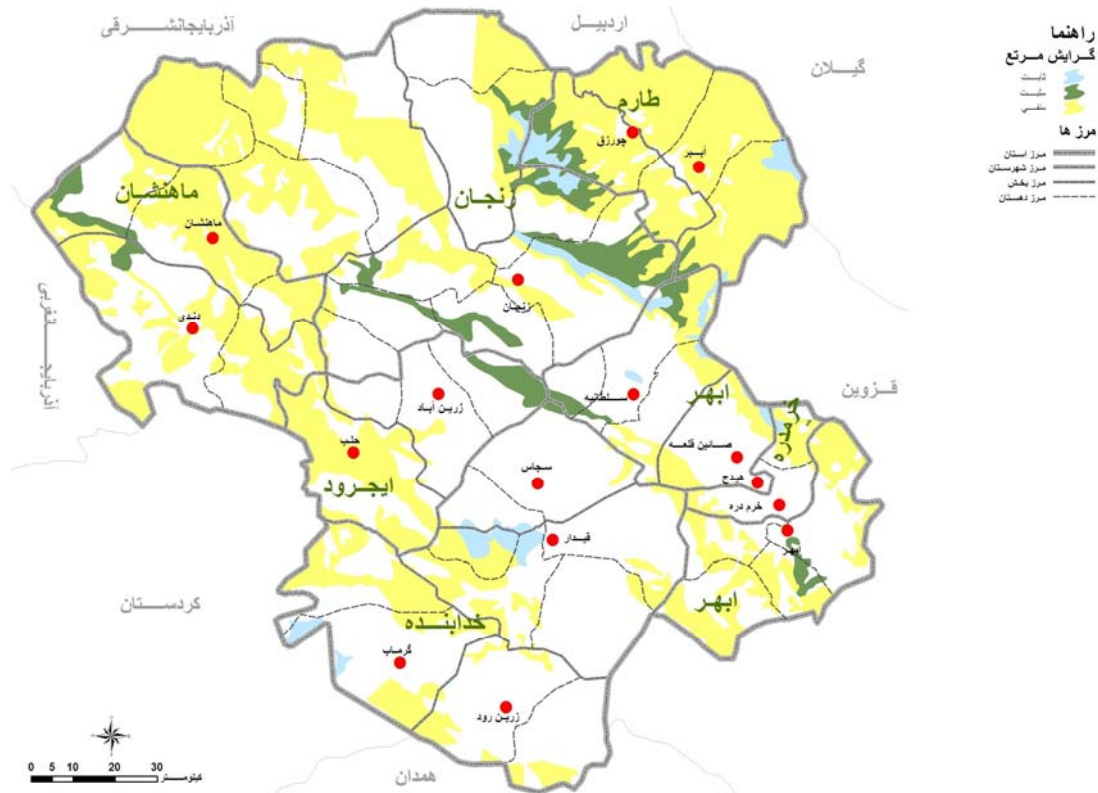 راهنما
گرایش مرتع
ثابت
مثبت
منفی
مرز ها
مرز استان
مرز شهرستان
مرز بخش
مرز دهستان
اردبیل
آذربایجانشرقی
گیلان
طارم
چورزق
آببر
ماهنشان
زنجان
ماهنشان
زنجان
دندی
آذربایجانغربی
قزوین
ابهر
سلطانیه
زرین آباد
خرمدره
صائین قلعه
حلب
هیدج
سجاس
ایجرود
خرم دره
ابهر
قیدار
ابهر
کردستان
خدابنده
گرماب
زرین رود
همدان
0 5 10 20 30
کیلومتر